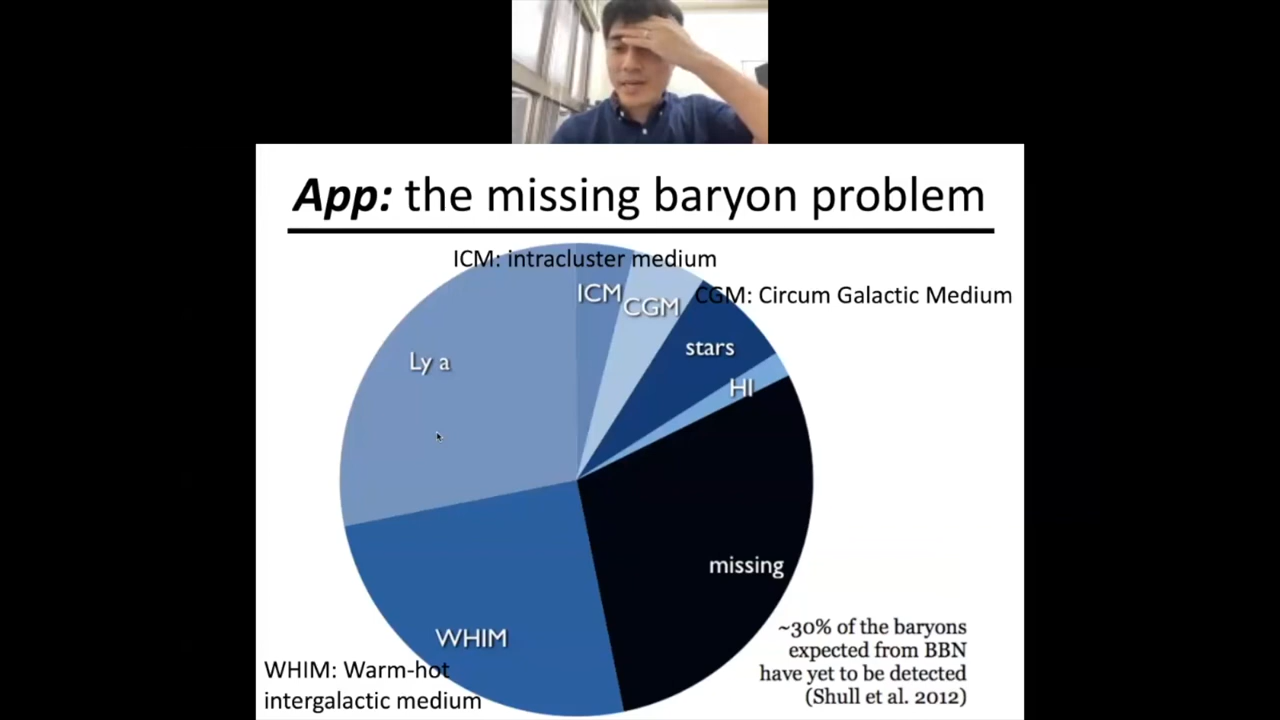 App: the missing baryon problem
ICM: intracluster medium
ICM
CGM
CGM: Circum Galactic Medium
stars
Ly a
HI
missing
WHIM
~30% of the baryons
expected from BBN
have yet to be detected
(Shull et al. 2012)
WHIM: Warm-hot
intergalactic medium